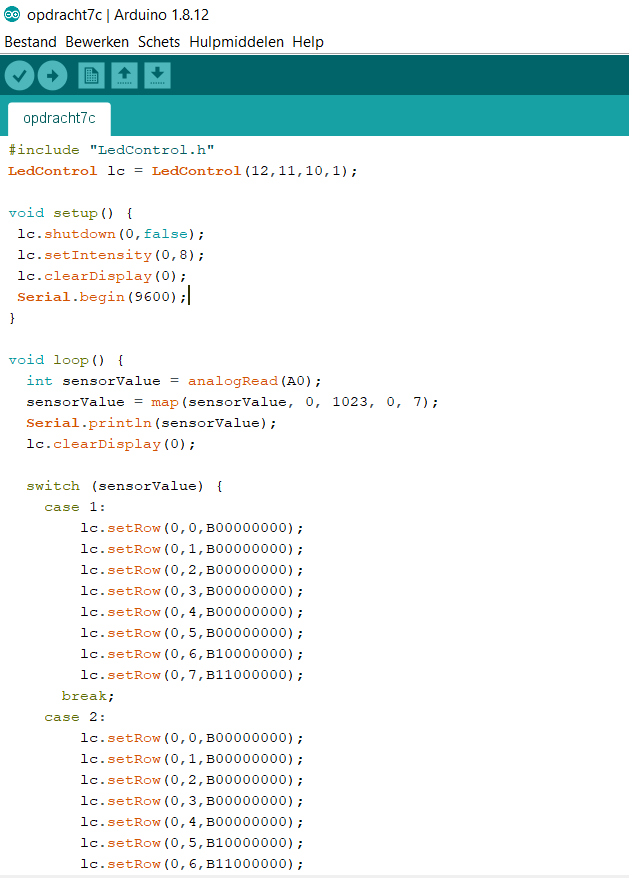 opdracht7c | Arduino 1.8.12
Bestand Bewerken Schets Hulpmiddelen Help
opdracht7c
#include "LedControl.h"
LedControl lc = LedControl(12,11,10,1);
void setup() {
lc.shutdown(0,false);
lc.setIntensity(0,8);
lc.clearDisplay(0);
Serial.begin(9600);
}
void loop() {
int sensorValue = analogRead(A0);
sensorValue = map(sensorValue, 0, 1023, 0, 7);
Serial.println(sensorValue);
lc.clearDisplay(0);
switch (sensorValue) {
case 1:
lc.setRow(0,0,B00000000);
lc.setRow(0,1,B00000000);
lc.setRow(0,2,B00000000);
lc.setRow(0,3,B00000000);
lc.setRow(0,4,B00000000);
lc.setRow(0,5,B00000000);
lc.setRow(0,6,B10000000);
lc.setRow(0,7,B11000000);
break;
case 2:
lc.setRow(0,0,B00000000);
lc.setRow(0,1,B00000000);
lc.setRow(0,2,B00000000);
lc.setRow(0,3,B00000000);
lc.setRow(0,4,B00000000);
lc.setRow(0,5,B10000000);
lc.setRow(0,6,B11000000);